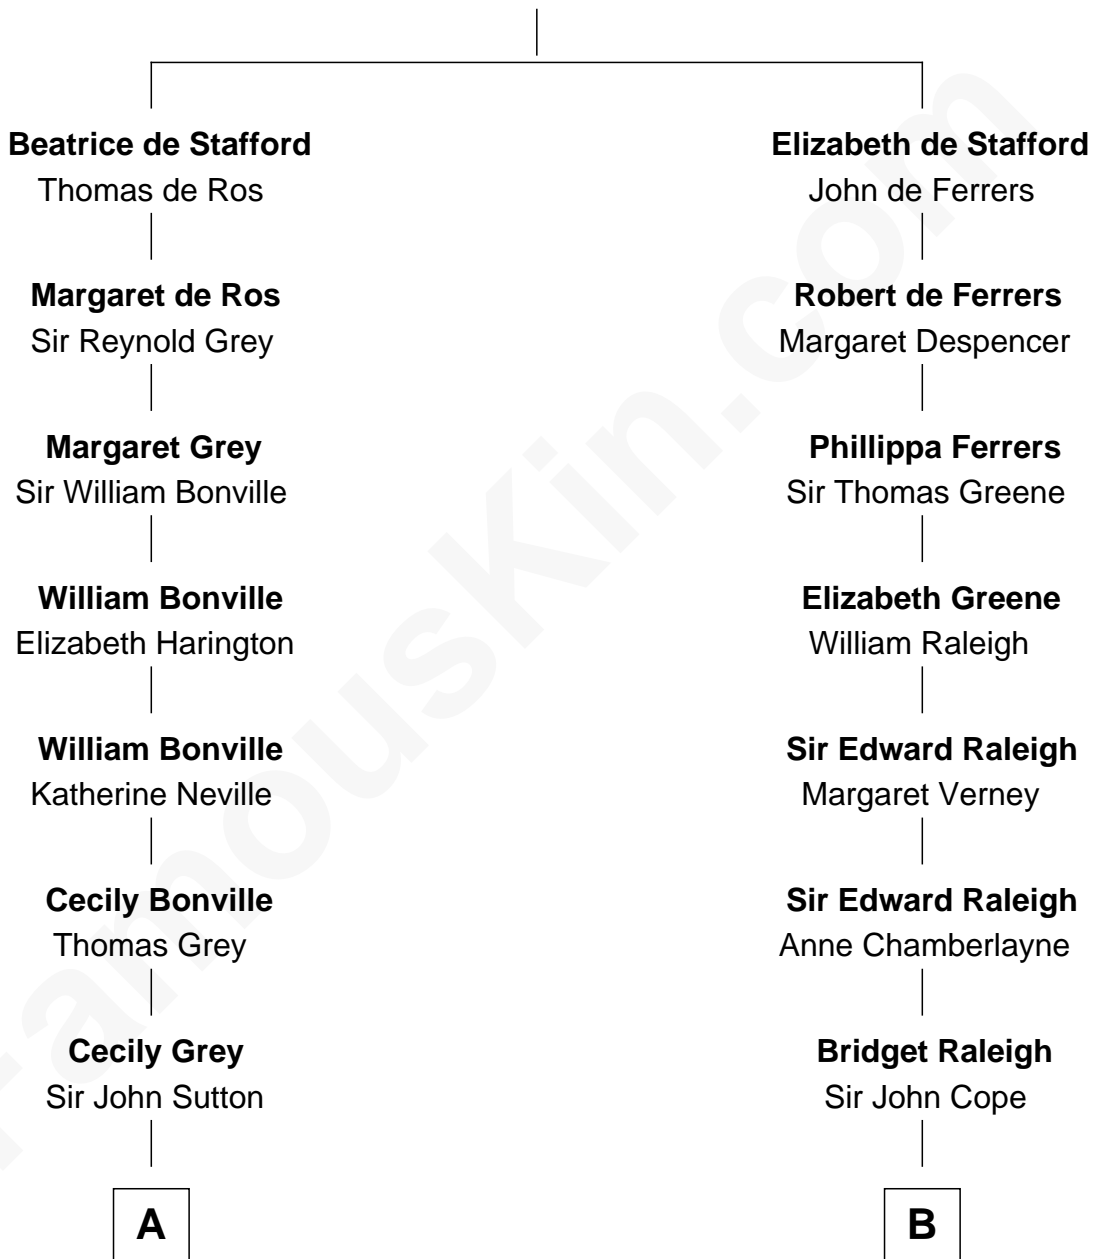 Beatrice de Stafford
Thomas de Ros
Margaret de Ros
Sir Reynold Grey
Margaret Grey
Sir William Bonville
William Bonville
Elizabeth Harington
William Bonville
Katherine Neville
Cecily Bonville
Thomas Grey
Cecily Grey
Sir John Sutton
A
Elizabeth de Stafford
John de Ferrers
Robert de Ferrers
Margaret Despencer
Phillippa Ferrers
Sir Thomas Greene
Elizabeth Greene
William Raleigh
Sir Edward Raleigh
Margaret Verney
Sir Edward Raleigh
Anne Chamberlayne
Bridget Raleigh
Sir John Cope
B
FamousKin.com